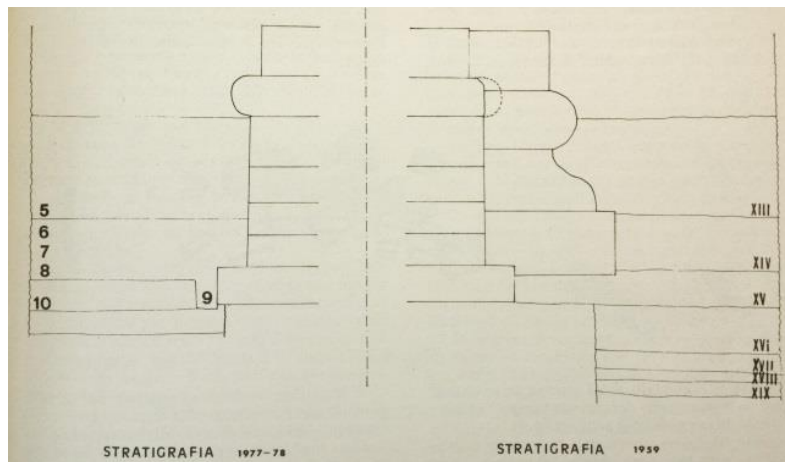 5
6
7
8
9
10
XIII
XIV
XV
XVI
XVII
XVIII
XIX
STRATIGRAFIA 1977-78
STRATIGRAFIA 1959